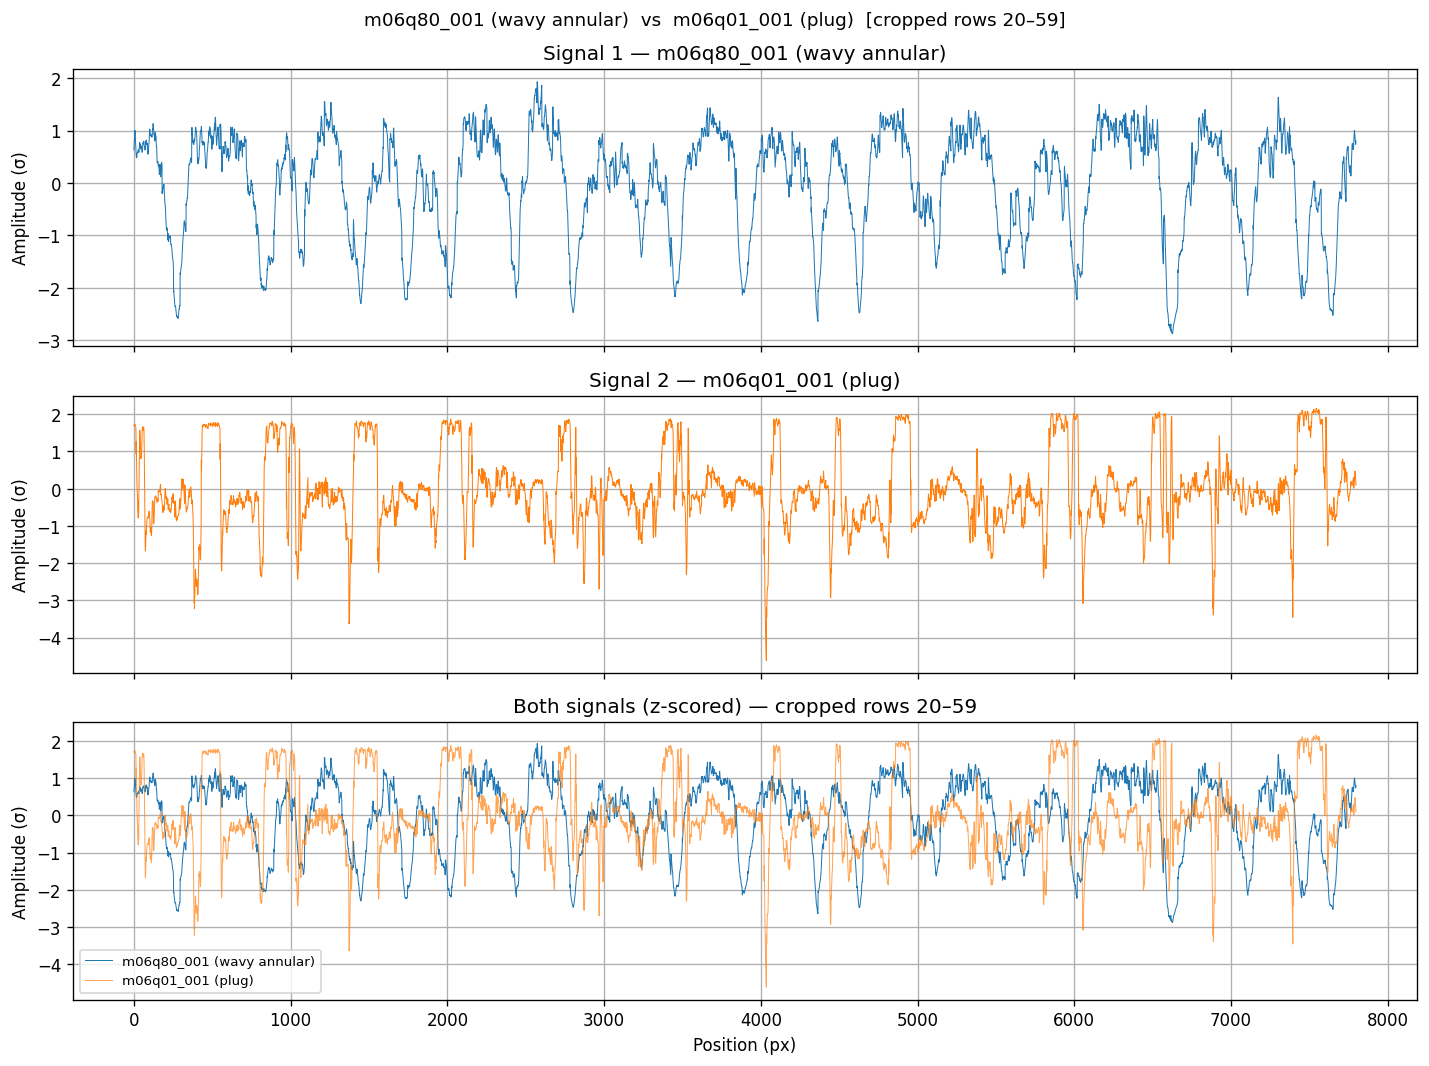 m06q80_001 (wavy annular)  vs  m06q01_001 (plug)  [cropped rows 20–59]
Signal 1 — m06q80_001 (wavy annular)
2
1
0
−1
−2
−3
Amplitude (σ)
Signal 2 — m06q01_001 (plug)
2
1
0
−1
−2
−3
−4
Amplitude (σ)
Both signals (z-scored) — cropped rows 20–59
2
1
0
−1
−2
−3
−4
Amplitude (σ)
m06q80_001 (wavy annular)
m06q01_001 (plug)
0 1000 2000 3000 4000 5000 6000 7000 8000
Position (px)